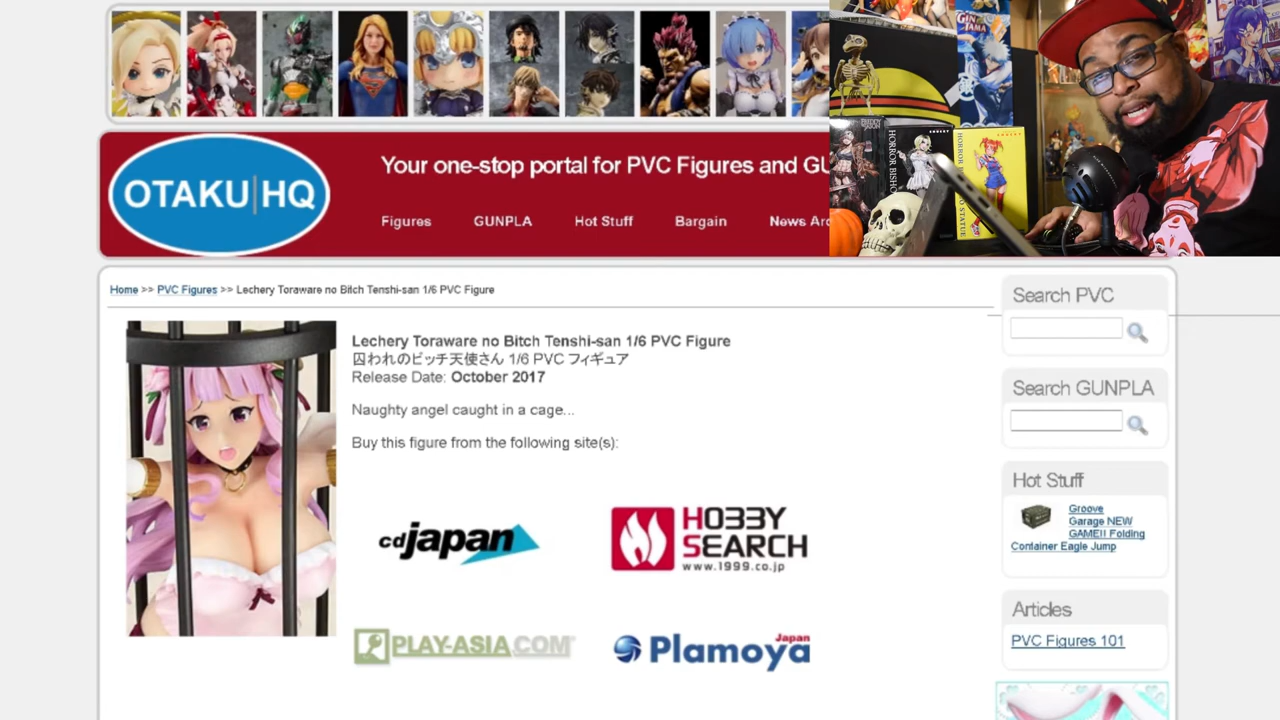 GINTAMA
HORROR BISHO
OTAKU|HQ
Your one-stop portal for PVC Figures and GU
Figures
GUNPLA
Hot Stuff
Bargain
News Arc
Home >> PVC Figures >> Lechery Toraware no Bitch Tenshi-san 1/6 PVC Figure
Lechery Toraware no Bitch Tenshi-san 1/6 PVC Figure
囚われのビッチ天使さん 1/6 PVC フィギュア
Release Date: October 2017
Naughty angel caught in a cage...
Buy this figure from the following site(s):
cdjapan
HOBBY
SEARCH
www.1999.co.jp
PLAY-ASIA.COM
Plamoya
Japan
Search PVC
Search GUNPLA
Hot Stuff
Groove
Garage NEW
GAME!! Folding
Container Eagle Jump
Articles
PVC Figures 101